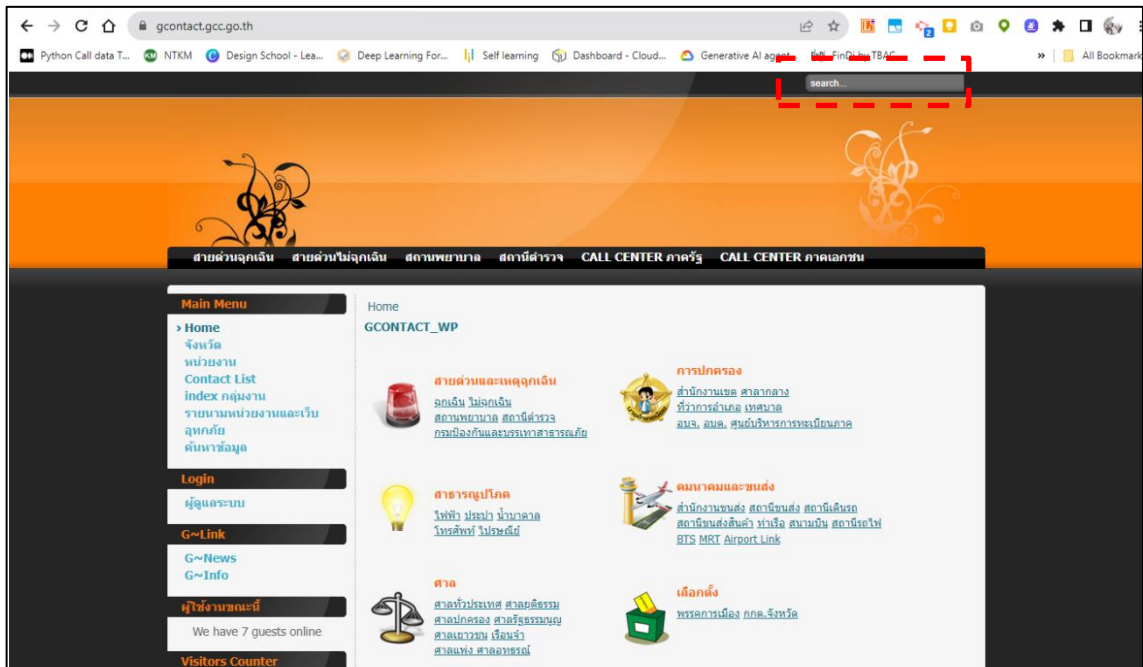 gcontact.gcc.go.th
2
Python Call data T... NTKM Design School - Lea... Deep Learning For... Self learning Dashboard - Cloud... Generative AI agent FinDi by TBAC » All Bookmark
search...
สายด่วนฉุกเฉิน สายด่วนไม่ฉุกเฉิน สถานพยาบาล สถานีตำรวจ CALL CENTER ภาครัฐ CALL CENTER ภาคเอกชน
Main Menu
› Home
จังหวัด
หน่วยงาน
Contact List
index กลุ่มงาน
รายนามหน่วยงานและเว็บ
อุทกภัย
ค้นหาข้อมูล
Login
ผู้ดูแลระบบ
G~Link
G~News
G~Info
ผู้ใช้งานขณะนี้
We have 7 guests online
Visitors Counter
Home
GCONTACT_WP
สายด่วนและเหตุฉุกเฉิน
ฉุกเฉิน ไม่ฉุกเฉิน
สถานพยาบาล สถานีตำรวจ
กรมป้องกันและบรรเทาสาธารณภัย
การปกครอง
สำนักงานเขต ศาลากลาง
ที่ว่าการอำเภอ เทศบาล
อบจ. อบต. ศูนย์บริหารการทะเบียนภาค
สาธารณูปโภค
ไฟฟ้า ประปา น้ำบาดาล
โทรศัพท์ ไปรษณีย์
คมนาคมและขนส่ง
สำนักงานขนส่ง สถานีขนส่ง สถานีเดินรถ
สถานีขนส่งสินค้า ท่าเรือ สนามบิน สถานีรถไฟ
BTS MRT Airport Link
ศาล
ศาลทั่วประเทศ ศาลยุติธรรม
ศาลปกครอง ศาลรัฐธรรมนูญ
ศาลเยาวชน เรือนจำ
ศาลแพ่ง ศาลอุทธรณ์
เลือกตั้ง
พรรคการเมือง กกต.จังหวัด